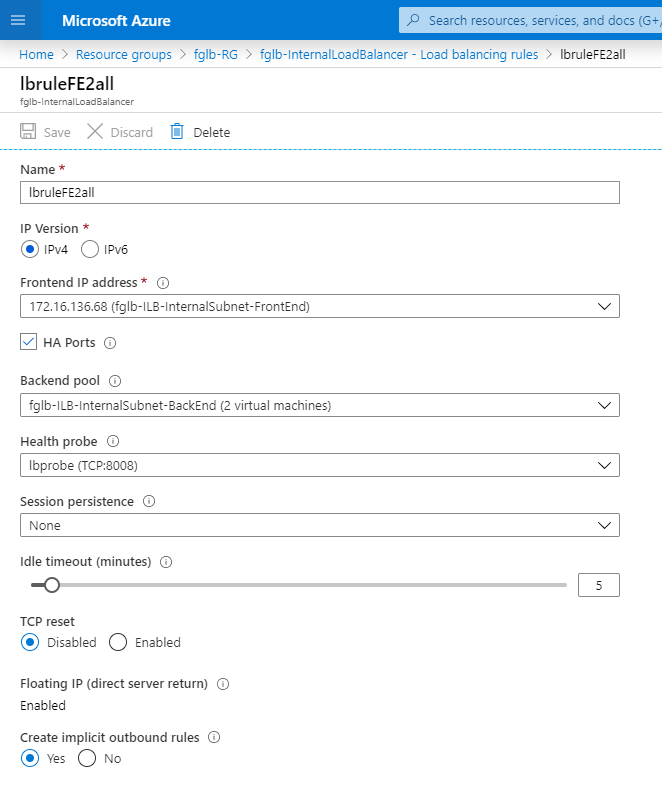 Microsoft Azure
Search resources, services, and docs (G+/
Home > Resource groups > fglb-RG > fglb-InternalLoadBalancer - Load balancing rules > lbruleFE2all
lbruleFE2all
fglb-InternalLoadBalancer
Save Discard Delete
Name *
lbruleFE2all
IP Version *
IPv4 IPv6
Frontend IP address *
172.16.136.68 (fglb-ILB-InternalSubnet-FrontEnd)
HA Ports
Backend pool
fglb-ILB-InternalSubnet-BackEnd (2 virtual machines)
Health probe
lbprobe (TCP:8008)
Session persistence
None
Idle timeout (minutes)
5
TCP reset
Disabled Enabled
Floating IP (direct server return)
Enabled
Create implicit outbound rules
Yes No